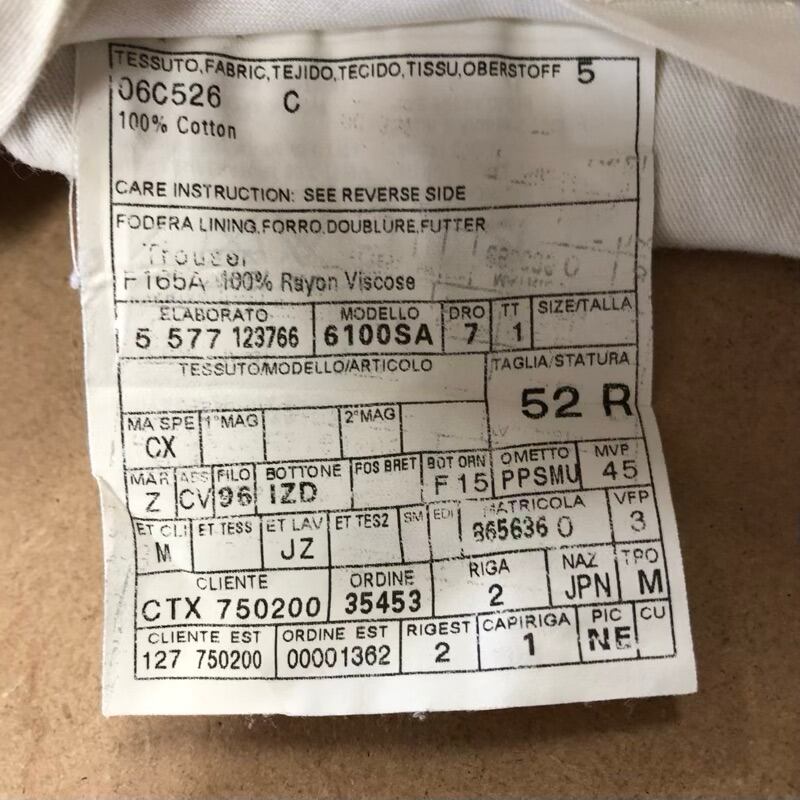 TESSUTO,FABRIC,TEJIDO,TECIDO,TISSU,OBERSTOFF 5
06C526 C
100% Cotton
CARE INSTRUCTION: SEE REVERSE SIDE
FODERA LINING,FORRO,DOUBLURE,FUTTER
Trouser
F165A 100% Rayon Viscose
ELABORATO MODELLO DRO TT SIZE/TALLA
5 577 123766 6100SA 7 1
TESSUTO/MODELLO/ARTICOLO TAGLIA/STATURA
52 R
MA SPE 1°MAG 2°MAG
CX
MAR ABS FILO BOTTONE FOS BRET BOT ORN OMETTO MVP
Z CV 96 IZD F 15 PPSMU 45
ET CLI ET TESS ET LAV ET TES2 SM EDI MATRICOLA VFP
M JZ 865636 0 3
CLIENTE ORDINE RIGA NAZ TPO
CTX 750200 35453 2 JPN M
CLIENTE EST ORDINE EST RIGEST CAPIRIGA PIC CU
127 750200 00001362 2 1 NE